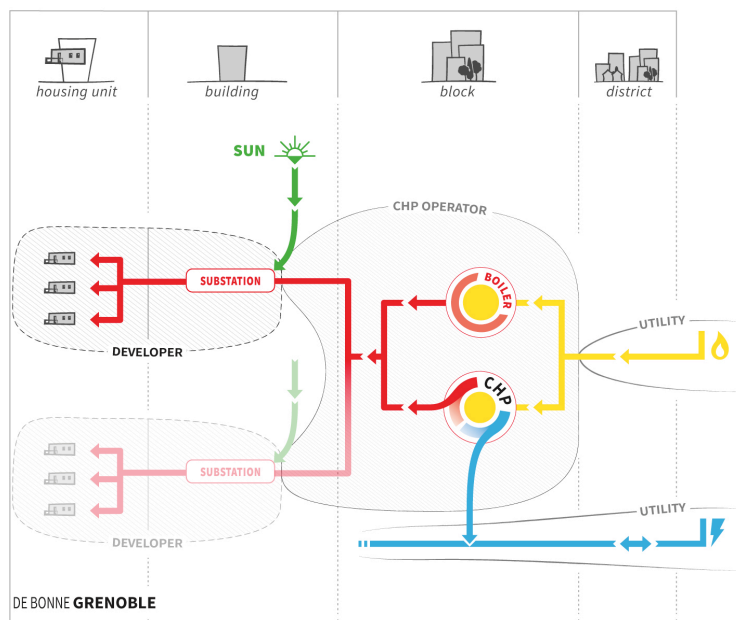 housing unit
building
block
district
SUN
CHP OPERATOR
SUBSTATION
BOILER
UTILITY
DEVELOPER
CHP
SUBSTATION
UTILITY
DEVELOPER
DE BONNE GRENOBLE